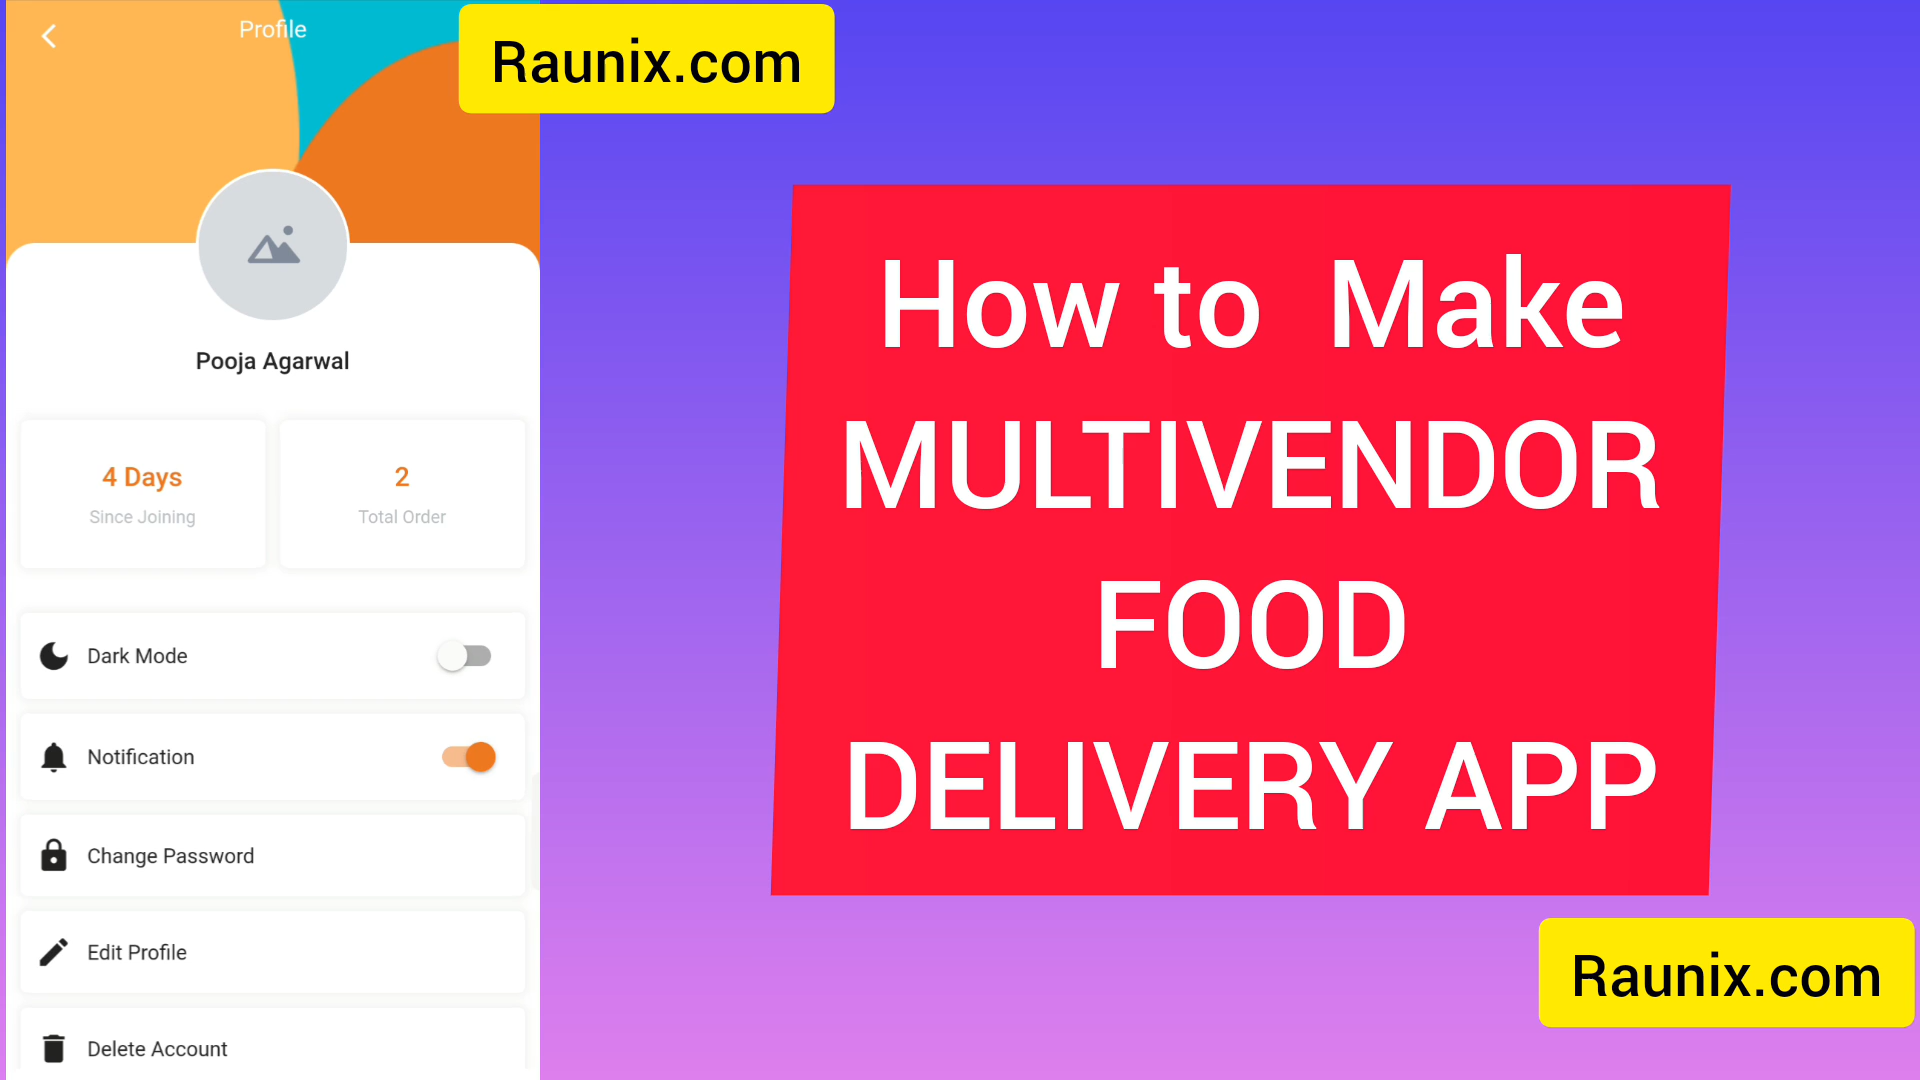 Profile
Raunix.com
Pooja Agarwal
4 Days
Since Joining
2
Total Order
Dark Mode
Notification
Change Password
Edit Profile
Delete Account
How to Make
MULTIVENDOR
FOOD
DELIVERY APP
Raunix.com